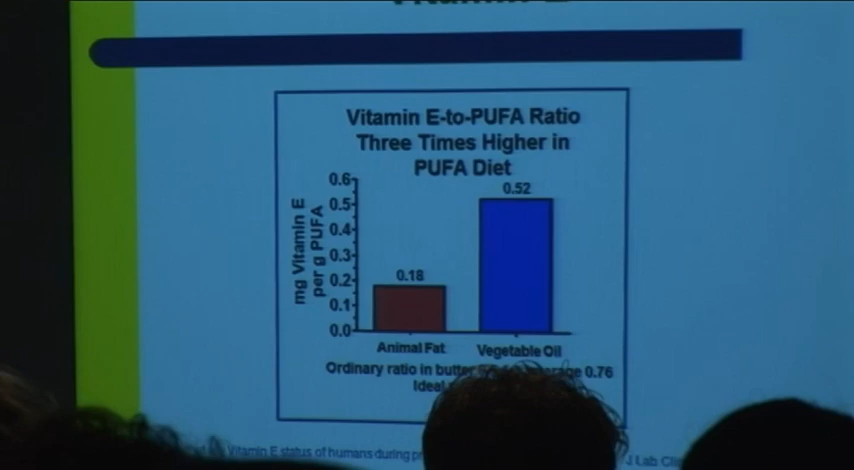 Vitamin E
Vitamin E-to-PUFA Ratio
Three Times Higher in
PUFA Diet
mg Vitamin E
per g PUFA
0.6
0.5
0.4
0.3
0.2
0.1
0.0
0.18
0.52
Animal Fat
Vegetable Oil
Ordinary ratio in butter 0.76
Ideal
Vitamin E status of humans during
J Lab